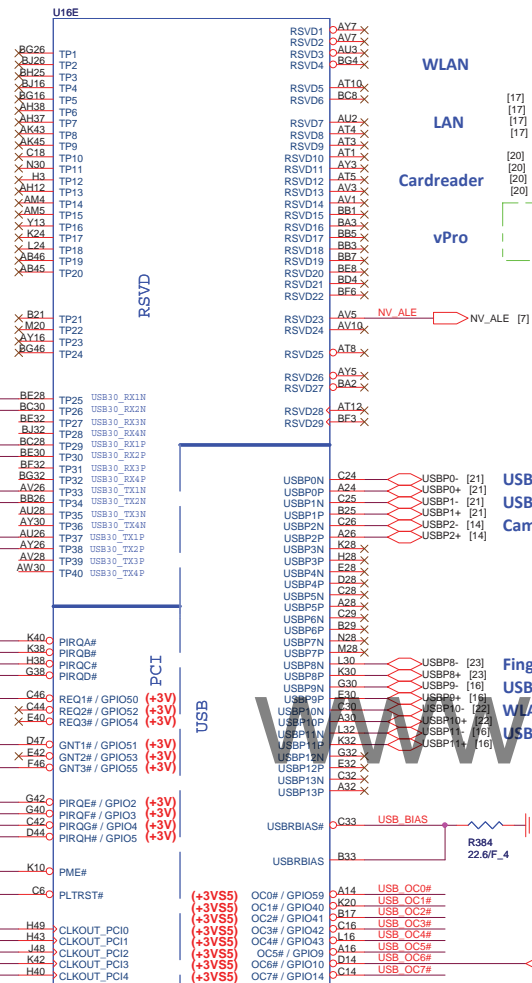 U16E
BG26 TP1
BJ26 TP2
BH25 TP3
BJ16 TP4
BG16 TP5
AH38 TP6
AH37 TP7
AK43 TP8
AK45 TP9
C18 TP10
N30 TP11
H3 TP12
AH12 TP13
AM4 TP14
AM5 TP15
Y13 TP16
K24 TP17
L24 TP18
AB46 TP19
AB45 TP20
B21 TP21
M20 TP22
AY16 TP23
BG46 TP24
BE28 TP25 USB30_RX1N
BC30 TP26 USB30_RX2N
BE32 TP27 USB30_RX3N
BJ32 TP28 USB30_RX4N
BC28 TP29 USB30_RX1P
BE30 TP30 USB30_RX2P
BF32 TP31 USB30_RX3P
BG32 TP32 USB30_RX4P
AV26 TP33 USB30_TX1N
BB26 TP34 USB30_TX2N
AU28 TP35 USB30_TX3N
AY30 TP36 USB30_TX4N
AU26 TP37 USB30_TX1P
AY26 TP38 USB30_TX2P
AV28 TP39 USB30_TX3P
AW30 TP40 USB30_TX4P
K40 PIRQA#
K38 PIRQB#
H38 PIRQC#
G38 PIRQD#
C46 REQ1# / GPIO50 (+3V)
C44 REQ2# / GPIO52 (+3V)
E40 REQ3# / GPIO54 (+3V)
D47 GNT1# / GPIO51 (+3V)
E42 GNT2# / GPIO53 (+3V)
F46 GNT3# / GPIO55 (+3V)
G42 PIRQE# / GPIO2 (+3V)
G40 PIRQF# / GPIO3 (+3V)
C42 PIRQG# / GPIO4 (+3V)
D44 PIRQH# / GPIO5 (+3V)
K10 PME#
C6 PLTRST#
H49 CLKOUT_PCI0
H43 CLKOUT_PCI1
J48 CLKOUT_PCI2
K42 CLKOUT_PCI3
H40 CLKOUT_PCI4
RSVD
PCI
USB
RSVD1 AY7
RSVD2 AV7
RSVD3 AU3
RSVD4 BG4
RSVD5 AT10
RSVD6 BC8
RSVD7 AU2
RSVD8 AT4
RSVD9 AT3
RSVD10 AT1
RSVD11 AY3
RSVD12 AT5
RSVD13 AV3
RSVD14 AV1
RSVD15 BB1
RSVD16 BA3
RSVD17 BB5
RSVD18 BB3
RSVD19 BB7
RSVD20 BE8
RSVD21 BD4
RSVD22 BF6
RSVD23 AV5 NV_ALE NV_ALE [7]
RSVD24 AV10
RSVD25 AT8
RSVD26 AY5
RSVD27 BA2
RSVD28 AT12
RSVD29 BF3
USBP0N C24 USBP0- [21]
USBP0P A24 USBP0+ [21]
USBP1N C25 USBP1- [21]
USBP1P B25 USBP1+ [21]
USBP2N C26 USBP2- [14]
USBP2P A26 USBP2+ [14]
USBP3N K28
USBP3P H28
USBP4N E28
USBP4P D28
USBP5N C28
USBP5P A28
USBP6N C29
USBP6P B29
USBP7N N28
USBP7P M28
USBP8N L30 USBP8- [23]
USBP8P K30 USBP8+ [23]
USBP9N G30 USBP9- [16]
USBP9P E30 USBP9+ [16]
USBP10N C30 USBP10- [22]
USBP10P A30 USBP10+ [22]
USBP11N L32 USBP11- [16]
USBP11P K32 USBP11+ [16]
USBP12N G32
USBP12P E32
USBP13N C32
USBP13P A32
USBRBIAS# C33 USB_BIAS
USBRBIAS B33
R384
22.6/F_4
(+3VS5) OC0# / GPIO59 A14 USB_OC0#
(+3VS5) OC1# / GPIO40 K20 USB_OC1#
(+3VS5) OC2# / GPIO41 B17 USB_OC2#
(+3VS5) OC3# / GPIO42 C16 USB_OC3#
(+3VS5) OC4# / GPIO43 L16 USB_OC4#
(+3VS5) OC5# / GPIO9 A16 USB_OC5#
(+3VS5) OC6# / GPIO10 D14 USB_OC6#
(+3VS5) OC7# / GPIO14 C14 USB_OC7#
WLAN
LAN
Cardreader
vPro
[17]
[17]
[17]
[17]
[20]
[20]
[20]
[20]
USB
USB
Cam
Fing
USB
WL
USB
www